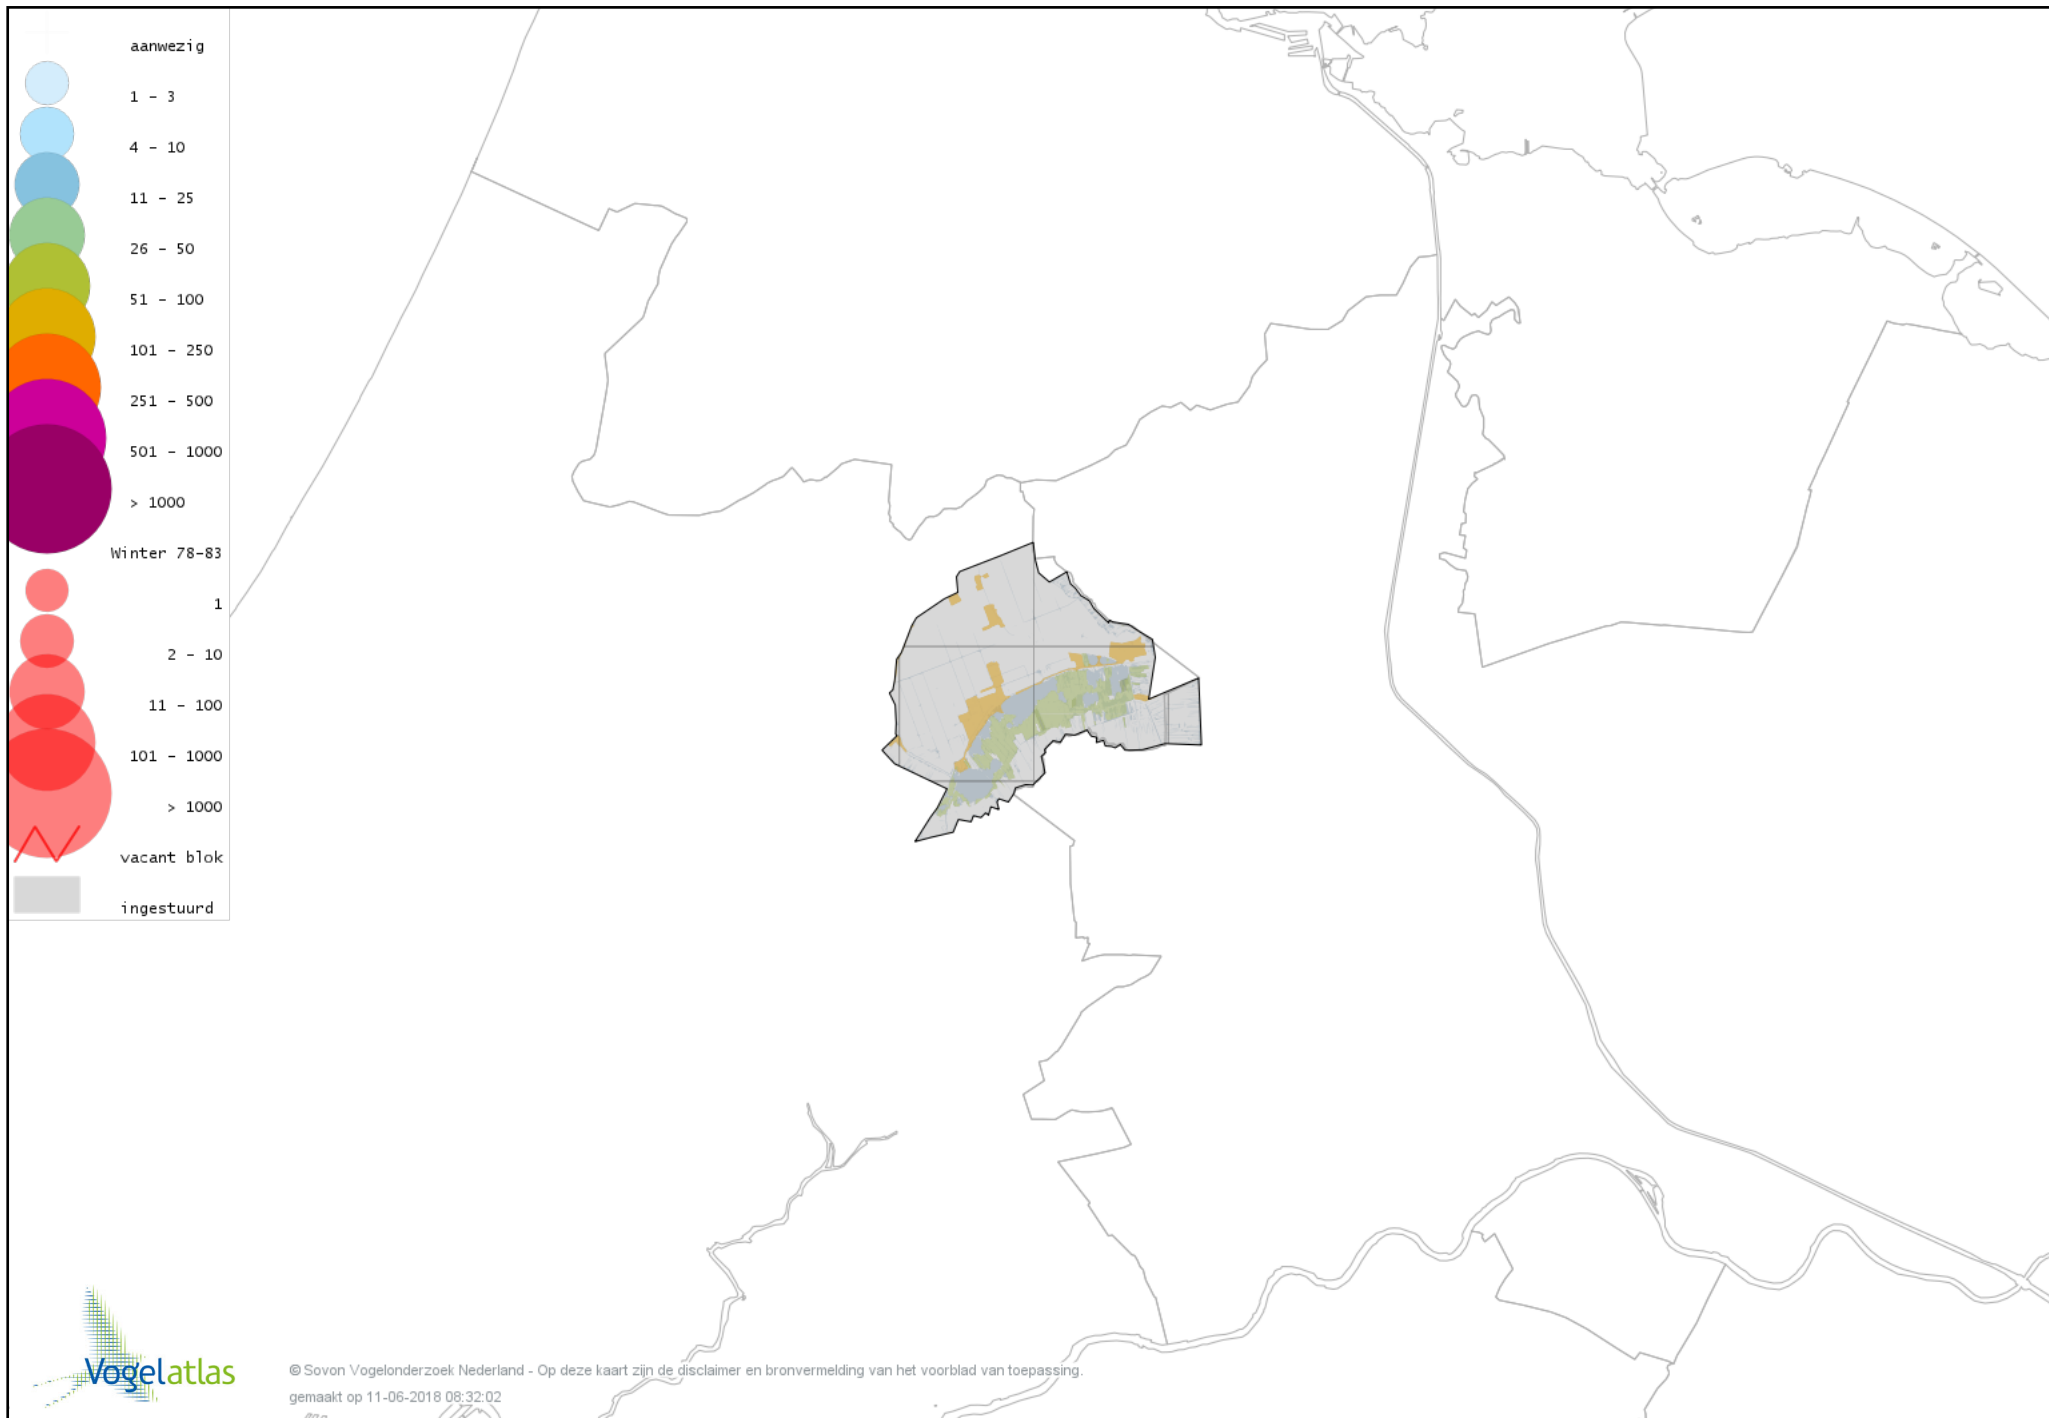 aanwezig
1 - 3
4 - 10
11 - 25
26 - 50
51 - 100
101 - 250
251 - 500
501 - 1000
> 1000
Winter 78-83
1
2 - 10
11 - 100
101 - 1000
> 1000
vacant blok
ingestuurd
Vogelatlas
© Sovon Vogelonderzoek Nederland - Op deze kaart zijn de disclaimer en bronvermelding van het voorblad van toepassing.
gemaakt op 11-06-2018 08:32:02